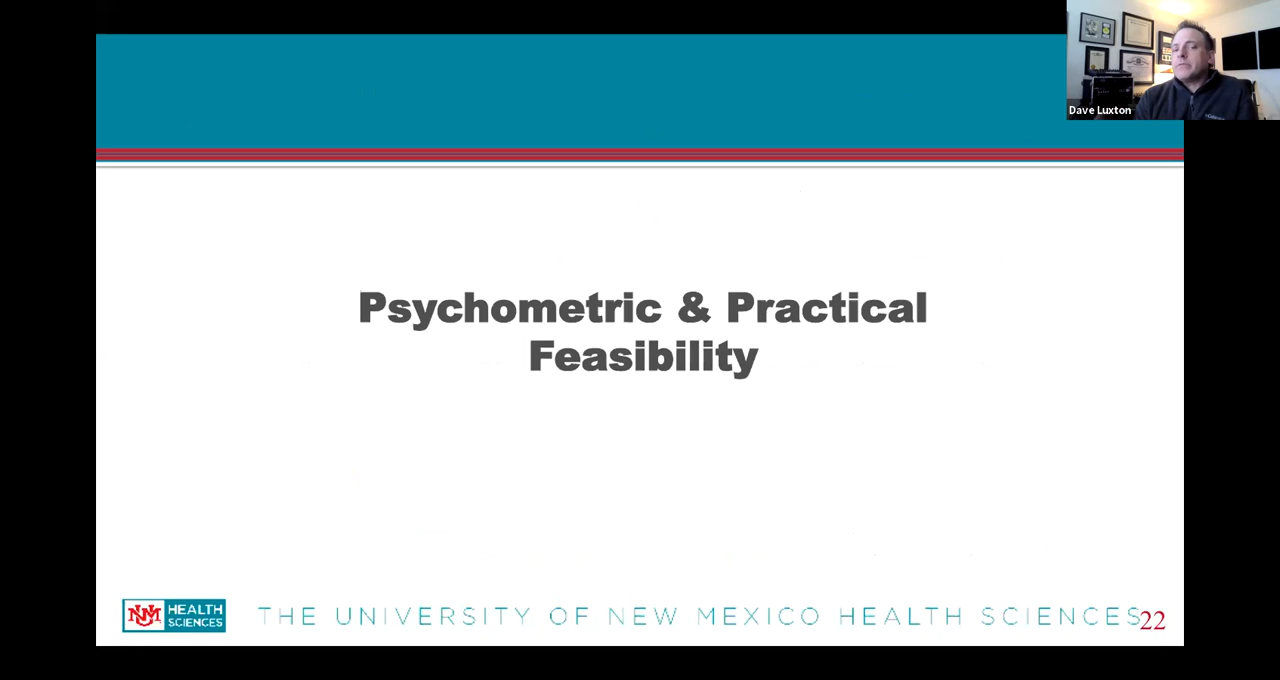 Dave Luxton
Psychometric & Practical
Feasibility
UNM HEALTH
SCIENCES
THE UNIVERSITY OF NEW MEXICO HEALTH SCIENCES
22